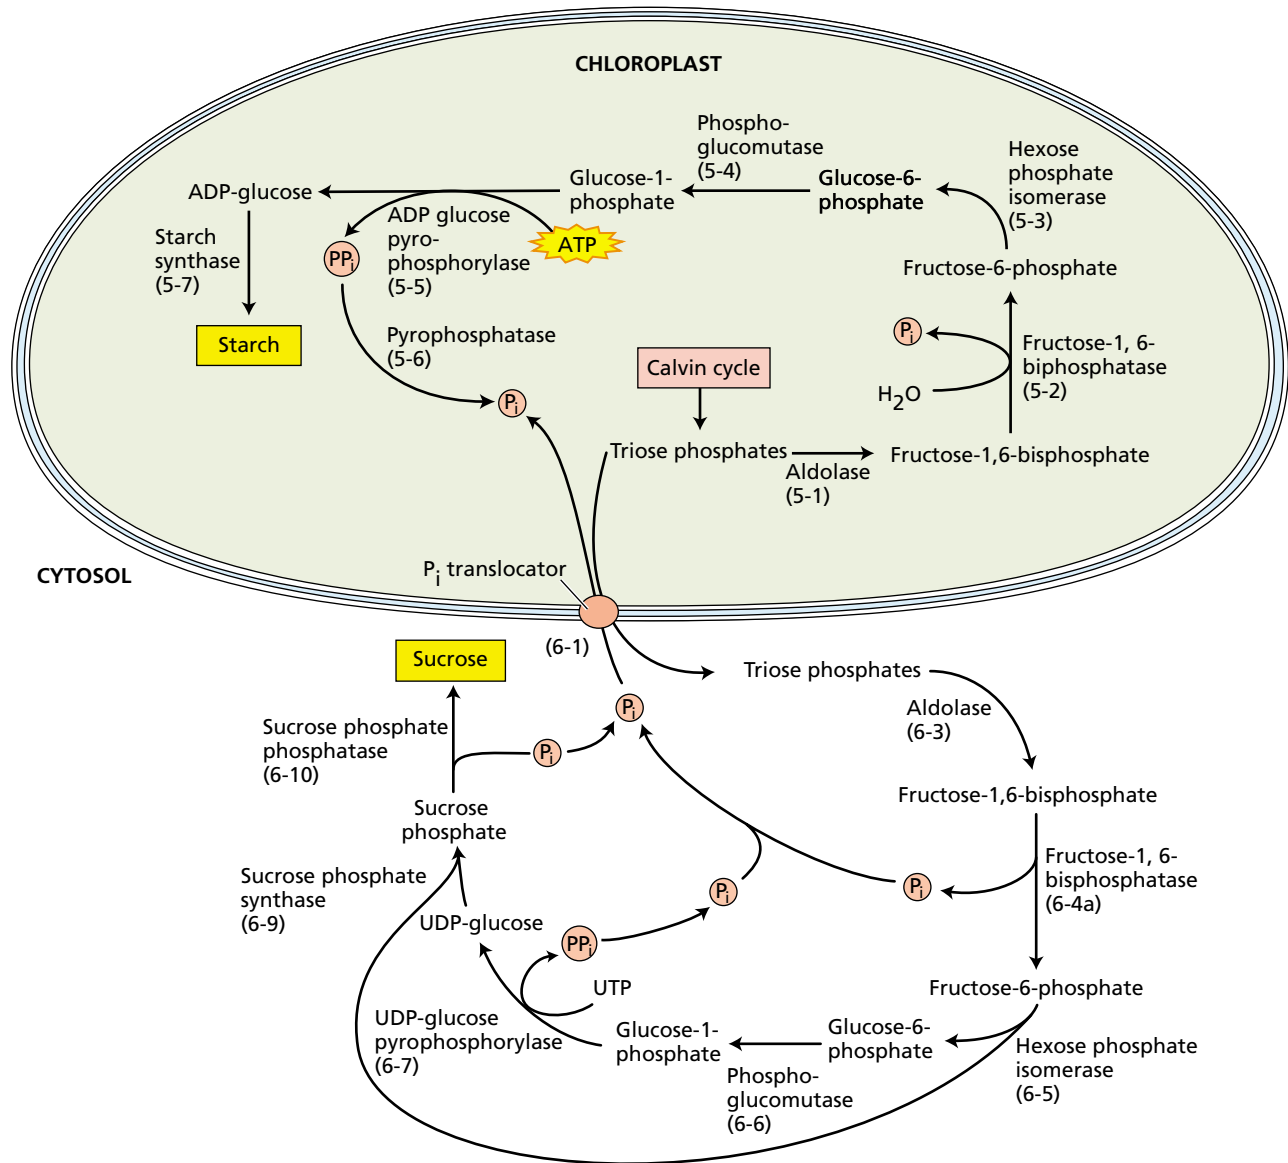 CHLOROPLAST
Phospho-
glucomutase
(5-4)
Hexose
phosphate
isomerase
(5-3)
ADP-glucose
Glucose-1-
phosphate
Glucose-6-
phosphate
ADP glucose
pyro-
phosphorylase
(5-5)
ATP
PPi
Starch
synthase
(5-7)
Starch
Fructose-6-phosphate
Pi
Fructose-1, 6-
biphosphatase
(5-2)
H2O
Pyrophosphatase
(5-6)
Calvin cycle
Pi
Triose phosphates
Aldolase
(5-1)
Fructose-1,6-bisphosphate
CYTOSOL
Pi translocator
(6-1)
Sucrose
Triose phosphates
Aldolase
(6-3)
Pi
Sucrose phosphate
phosphatase
(6-10)
Pi
Sucrose
phosphate
Fructose-1,6-bisphosphate
Fructose-1, 6-
bisphosphatase
(6-4a)
Pi
Pi
Sucrose phosphate
synthase
(6-9)
UDP-glucose
PPi
UTP
Fructose-6-phosphate
UDP-glucose
pyrophosphorylase
(6-7)
Glucose-1-
phosphate
Glucose-6-
phosphate
Hexose phosphate
isomerase
(6-5)
Phospho-
glucomutase
(6-6)